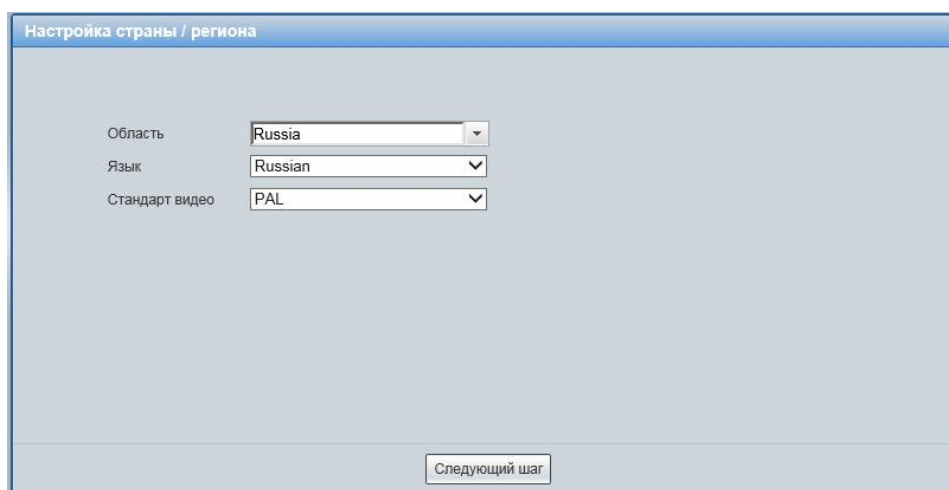 Настройка страны / региона
Область Russia
Язык Russian
Стандарт видео PAL
Следующий шаг